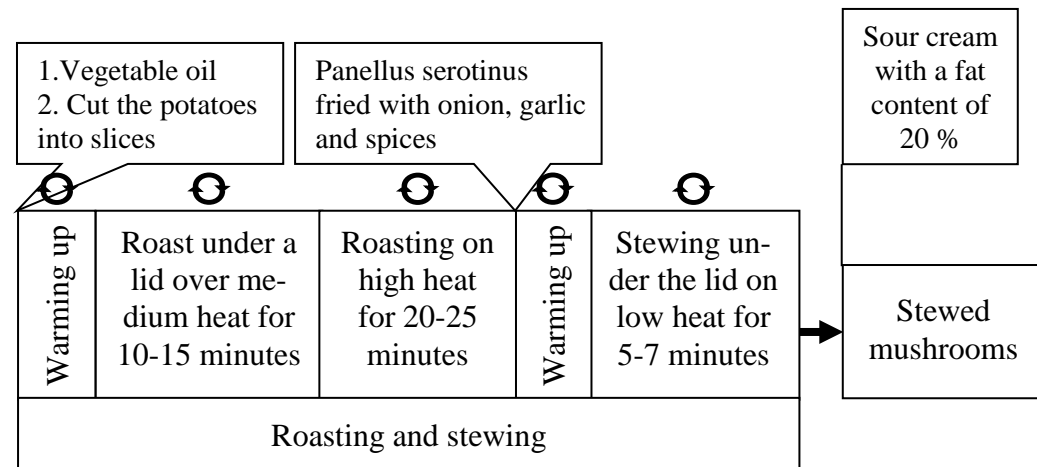 1.Vegetable oil
2. Cut the potatoes
into slices
Panellus serotinus
fried with onion, garlic
and spices
Sour cream
with a fat
content of
20 %
Warming up
Roast under a
lid over me-
dium heat for
10-15 minutes
Roasting on
high heat
for 20-25
minutes
Warming up
Stewing un-
der the lid on
low heat for
5-7 minutes
Stewed
mushrooms
Roasting and stewing